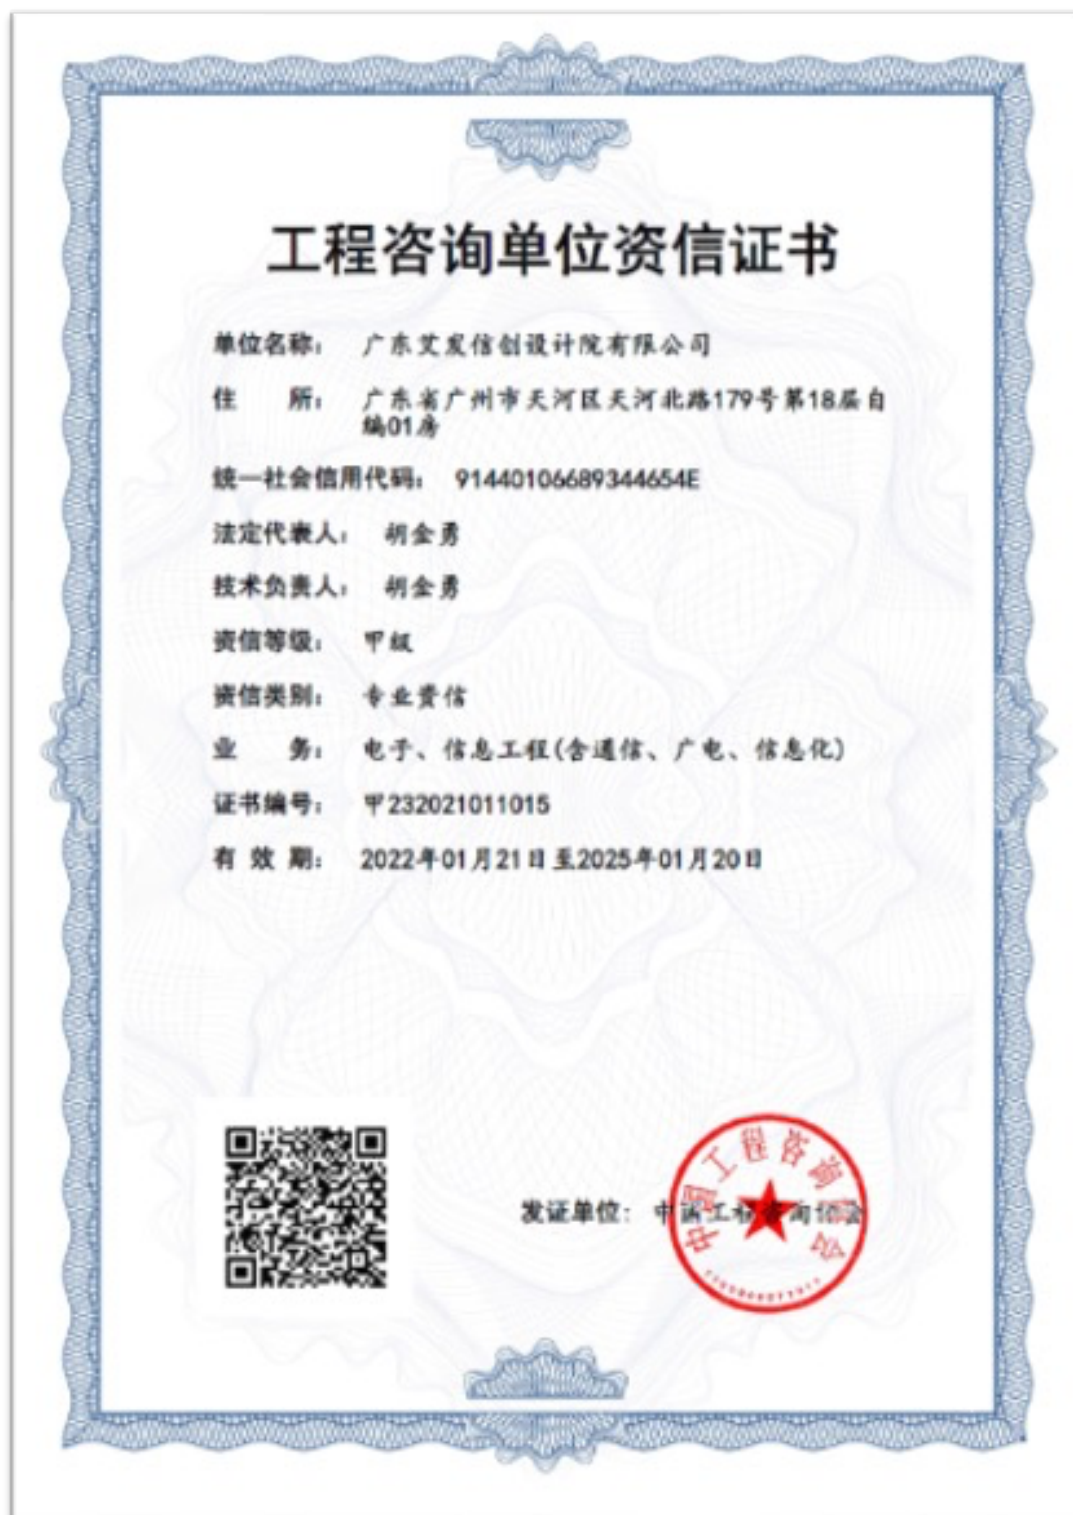 工程咨询单位资信证书
单位名称： 广东艾发信创设计院有限公司
住 所： 广东省广州市天河区天河北路179号第18层自
编01房
统一社会信用代码： 91440106689344654E
法定代表人： 胡金勇
技术负责人： 胡金勇
资信等级： 甲级
资信类别： 专业资信
业 务： 电子、信息工程(含通信、广电、信息化)
证书编号： 甲232021011015
有 效 期： 2022年01月21日至2025年01月20日
发证单位： 中国工程咨询协会
中国工程咨询协会